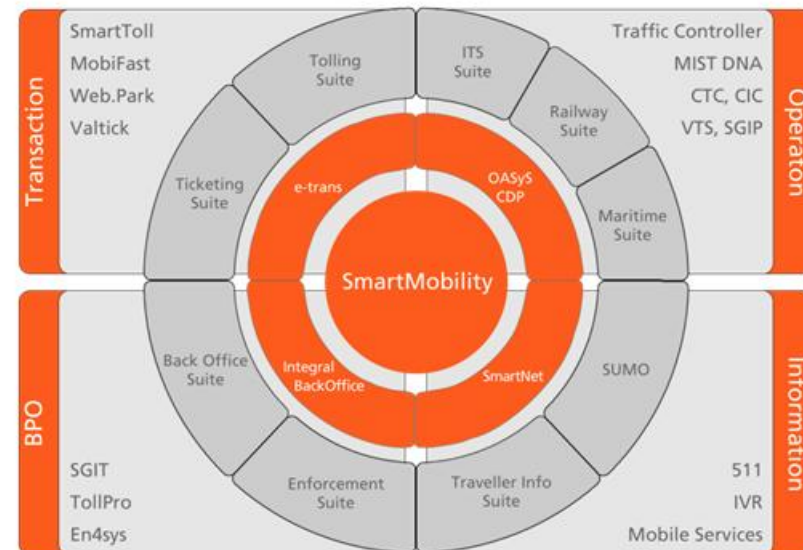 Transaction
SmartToll
MobiFast
Web.Park
Valtick
Tolling
Suite
Ticketing
Suite
e-trans
ITS
Suite
Railway
Suite
Maritime
Suite
OASyS
CDP
Traffic Controller
MIST DNA
CTC, CIC
VTS, SGIP
Operaton
SmartMobility
BPO
Back Office
Suite
Integral
BackOffice
Enforcement
Suite
SGIT
TollPro
En4sys
SmartNet
SUMO
Traveller Info
Suite
511
IVR
Mobile Services
Information